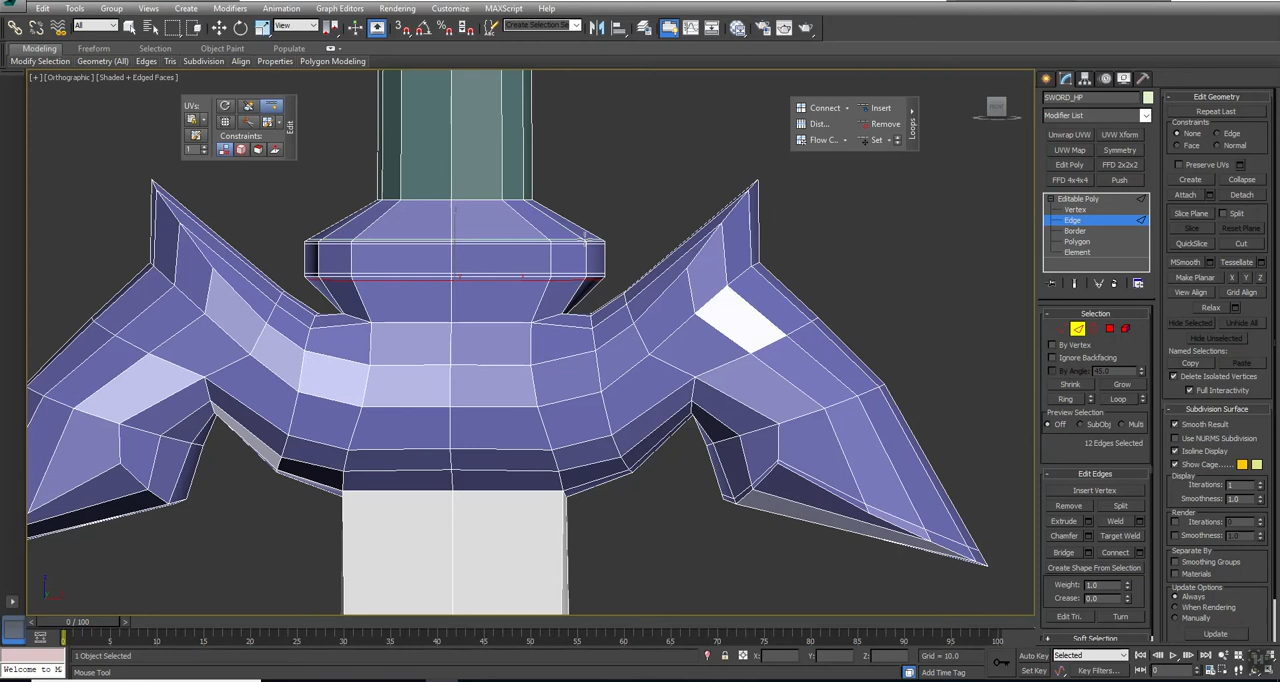 Edit Tools Group Views Create Modifiers Animation Graph Editors Rendering Customize MAXScript Help
All View Create Selection Se
Modeling Freeform Selection Object Paint Populate
Modify Selection Geometry (All) Edges Tris Subdivision Align Properties Polygon Modeling
[+] [Orthographic] [Shaded + Edged Faces]
UVs:
Constraints:
1
Edit
Connect Insert
Dist... Remove
Flow C... Set
Loops
FRONT
SWORD_HP
Modifier List
Unwrap UVW UVW Xform
UVW Map Symmetry
Edit Poly FFD 2x2x2
FFD 4x4x4 Push
Editable Poly
Vertex
Edge
Border
Polygon
Element
Selection
By Vertex
Ignore Backfacing
By Angle: 45.0
Shrink Grow
Ring Loop
Preview Selection
Off SubObj Multi
12 Edges Selected
Edit Edges
Insert Vertex
Remove Split
Extrude Weld
Chamfer Target Weld
Bridge Connect
Create Shape From Selection
Weight: 1.0
Crease: 0.0
Edit Tri. Turn
Soft Selection
Edit Geometry
Repeat Last
Constraints
None Edge
Face Normal
Preserve UVs
Create Collapse
Attach Detach
Slice Plane Split
Slice Reset Plane
QuickSlice Cut
MSmooth Tessellate
Make Planar X Y Z
View Align Grid Align
Relax
Hide Selected Unhide All
Hide Unselected
Named Selections:
Copy Paste
Delete Isolated Vertices
Full Interactivity
Subdivision Surface
Smooth Result
Use NURMS Subdivision
Isoline Display
Show Cage......
Display
Iterations: 1
Smoothness: 1.0
Render
Iterations: 0
Smoothness: 1.0
Separate By
Smoothing Groups
Materials
Update Options
Always
When Rendering
Manually
Update
0 / 100
0 5 10 15 20 25 30 35 40 45 50 55 60 65 70 75 80 85 90 95 100
1 Object Selected X: Y: Z: Grid = 10.0 Auto Key Selected
Welcome to M Mouse Tool Add Time Tag Set Key Key Filters... 0